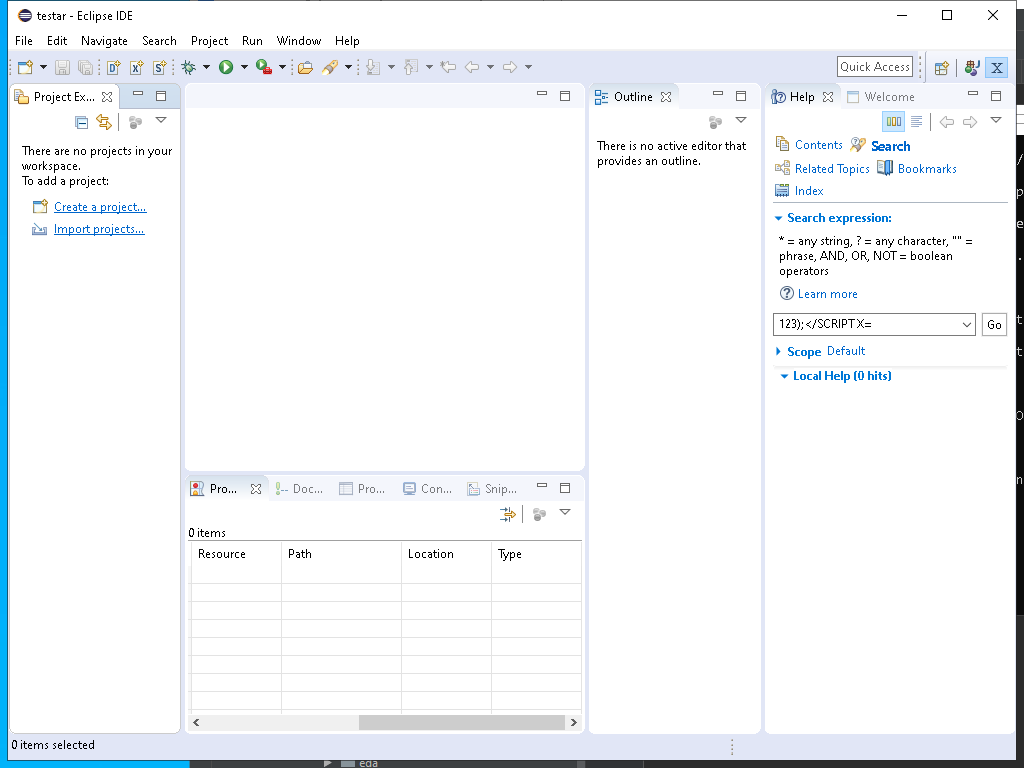 testar - Eclipse IDE
File Edit Navigate Search Project Run Window Help
Quick Access
Project Ex...
There are no projects in your
workspace.
To add a project:
Create a project...
Import projects...
Outline
There is no active editor that
provides an outline.
Help Welcome
Contents Search
Related Topics Bookmarks
Index
Search expression:
* = any string, ? = any character, "" =
phrase, AND, OR, NOT = boolean
operators
Learn more
123);</SCRIPT X=
Go
Scope Default
Local Help (0 hits)
Pro... Doc... Pro... Con... Snip...
0 items
Resource Path Location Type
0 items selected
eda